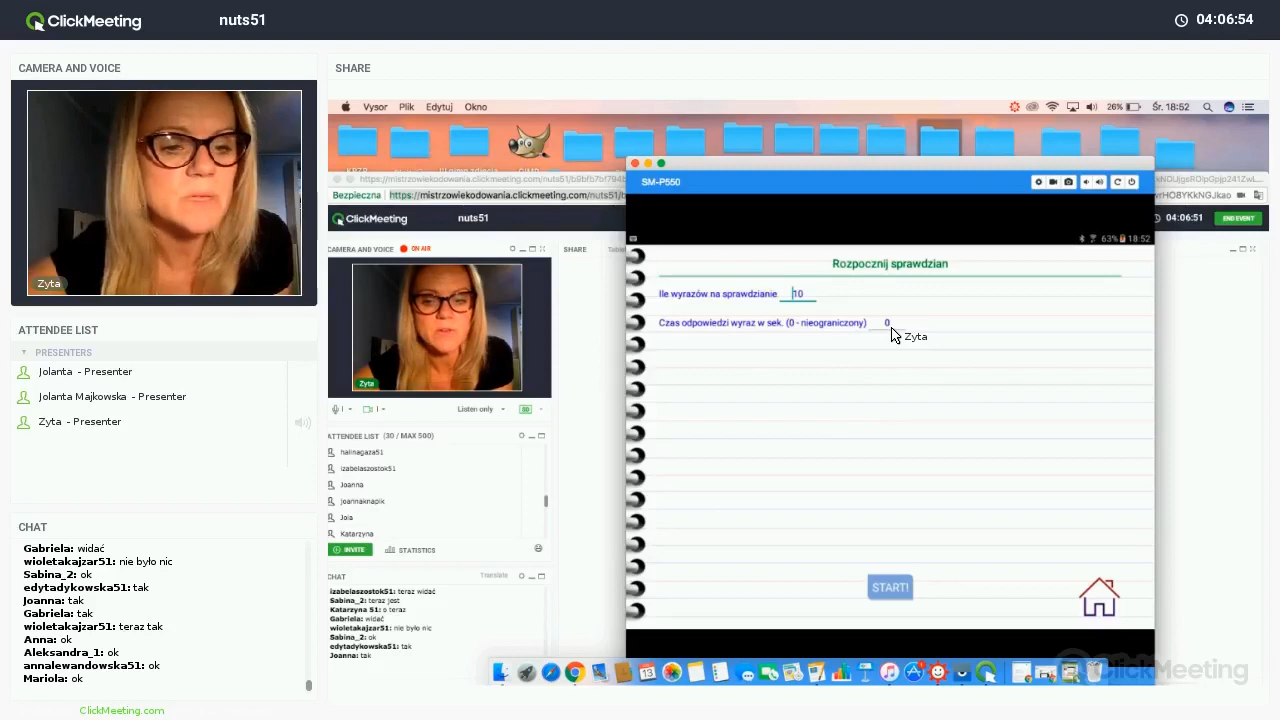 ClickMeeting
nuts51
04:06:54
CAMERA AND VOICE
Zyta
ATTENDEE LIST
PRESENTERS
Jolanta - Presenter
Jolanta Majkowska - Presenter
Zyta - Presenter
CHAT
Gabriela: widać
wioletakajzar51: nie było nic
Sabina_2: ok
edytadykowska51: tak
Joanna: tak
Gabriela: tak
wioletakajzar51: teraz tak
Anna: ok
Aleksandra_1: ok
annalewandowska51: ok
Mariola: ok
ClickMeeting.com
SHARE
Vysor Plik Edytuj Okno
26% Śr. 18:52
Bezpieczna
ClickMeeting
nuts51
04:06:51
END EVENT
CAMERA AND VOICE
ON AIR
SHARE
Zyta
Listen only
50
ATTENDEE LIST (30 / MAX 500)
halinagaza51
izabelaszostok51
Joanna
joannaknapik
Jola
Katarzyna
INVITE
STATISTICS
CHAT
Translate
izabelaszostok51: teraz widać
Sabina_2: teraz jest
Katarzyna 51: o teraz
Gabriela: widać
wioletakajzar51: nie było nic
Sabina_2: ok
edytadykowska51: tak
Joanna: tak
SM-P550
63% 18:52
Rozpocznij sprawdzian
Ile wyrazów na sprawdzianie 10
Czas odpowiedzi wyraz w sek. (0 - nieograniczony) 0
Zyta
START!
13
ClickMeeting